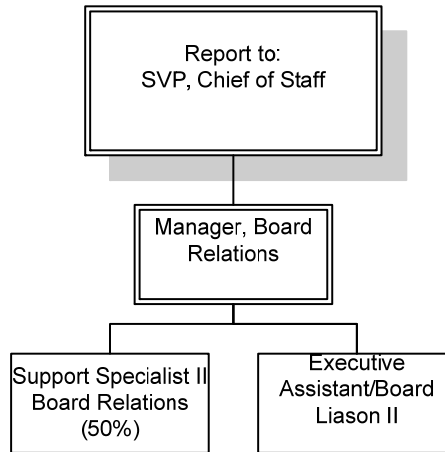 Report to:
SVP, Chief of Staff
Manager, Board
Relations
Support Specialist II
Board Relations
(50%)
Executive
Assistant/Board
Liason II